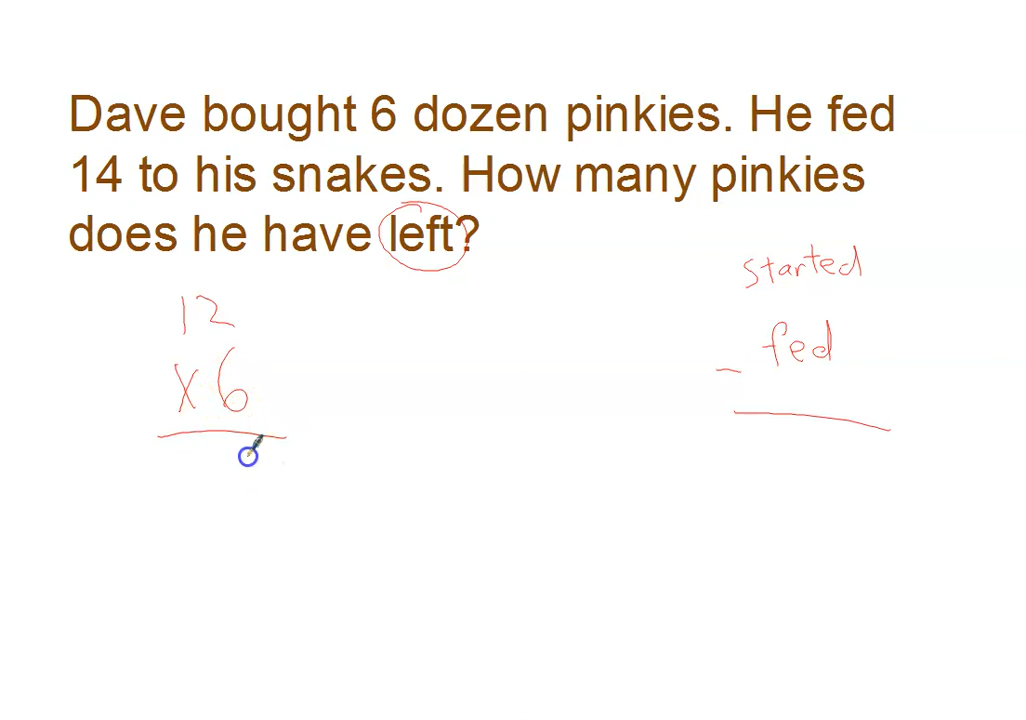 Dave bought 6 dozen pinkies. He fed
14 to his snakes. How many pinkies
does he have left?
started
12
- fed
x 6